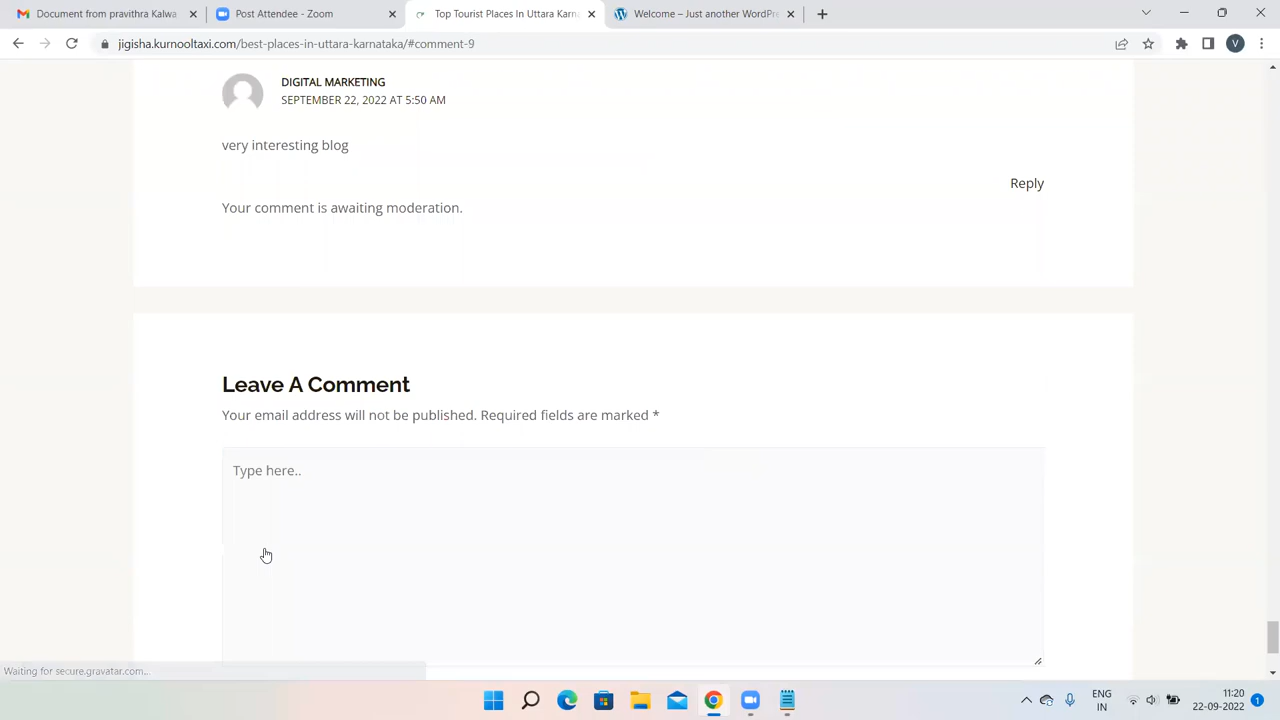 Document from pravithra Kalwa
Post Attendee - Zoom
Top Tourist Places In Uttara Karn
Welcome – Just another WordPre
jigisha.kurnooltaxi.com/best-places-in-uttara-karnataka/#comment-9
V
DIGITAL MARKETING
SEPTEMBER 22, 2022 AT 5:50 AM
very interesting blog
Reply
Your comment is awaiting moderation.
Leave A Comment
Your email address will not be published. Required fields are marked *
Type here..
Waiting for secure.gravatar.com...
ENG
IN
11:20
22-09-2022
1